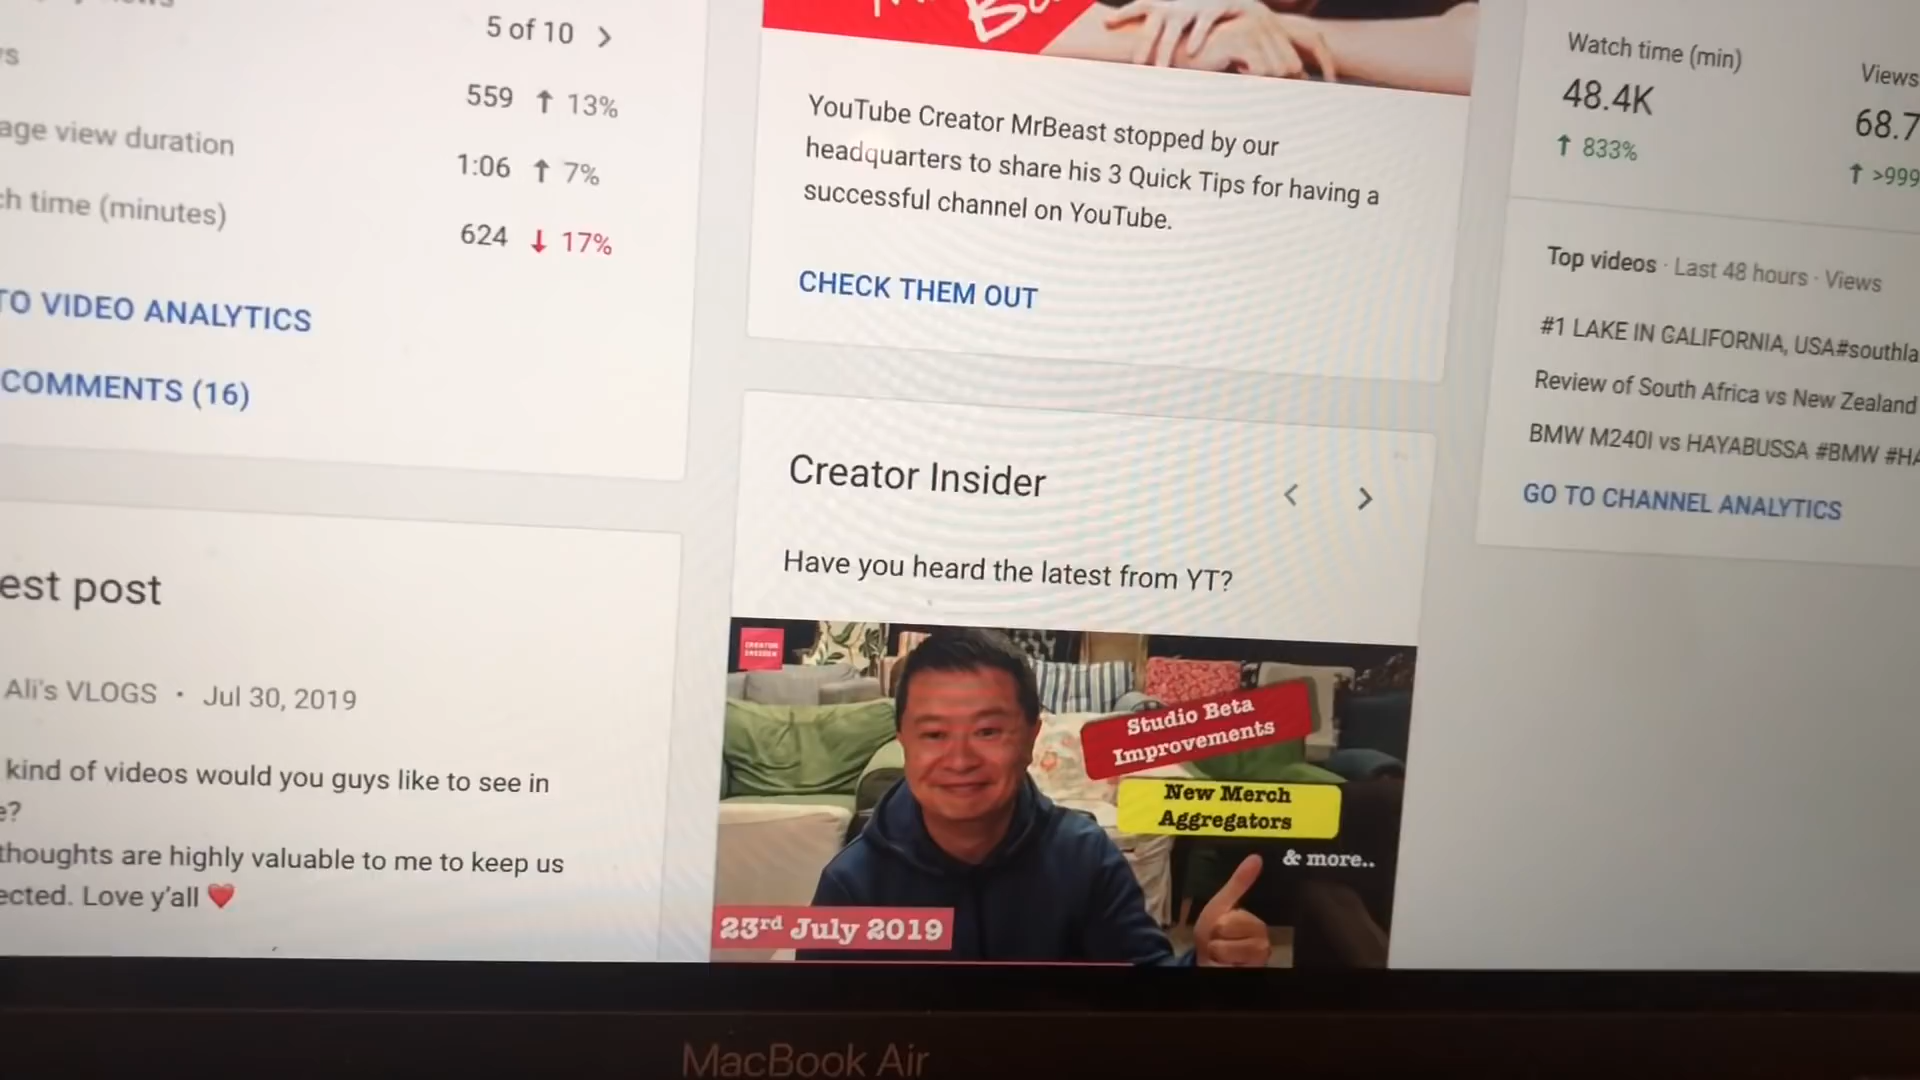 5 of 10
559 ↑ 13%
age view duration
1:06 ↑ 7%
ch time (minutes)
624 ↓ 17%
TO VIDEO ANALYTICS
COMMENTS (16)
est post
Ali's VLOGS · Jul 30, 2019
kind of videos would you guys like to see in
e?
thoughts are highly valuable to me to keep us
ected. Love y'all ❤
YouTube Creator MrBeast stopped by our
headquarters to share his 3 Quick Tips for having a
successful channel on YouTube.
CHECK THEM OUT
Creator Insider
Have you heard the latest from YT?
CREATOR
INSIDER
Studio Beta
Improvements
New Merch
Aggregators
& more..
23rd July 2019
Watch time (min)
48.4K
↑ 833%
Views
68.7
↑ >999
Top videos · Last 48 hours · Views
#1 LAKE IN GALIFORNIA, USA#southla
Review of South Africa vs New Zealand
BMW M240I vs HAYABUSSA #BMW #HA
GO TO CHANNEL ANALYTICS
MacBook Air